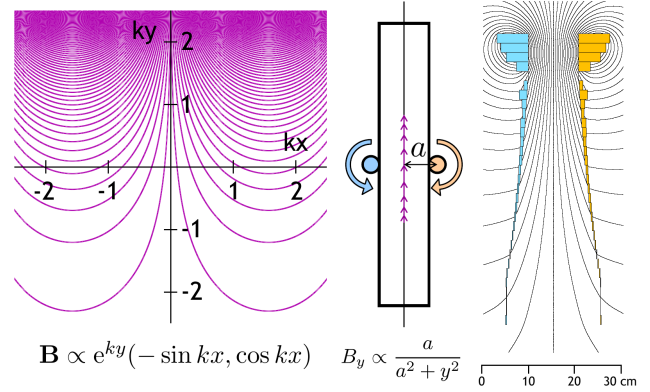 ky
2
1
kx
-2
-1
1
2
-1
-2
B ∝ e^{ky}(− sin kx, cos kx)
a
B_y ∝ a / (a² + y²)
0 10 20 30 cm